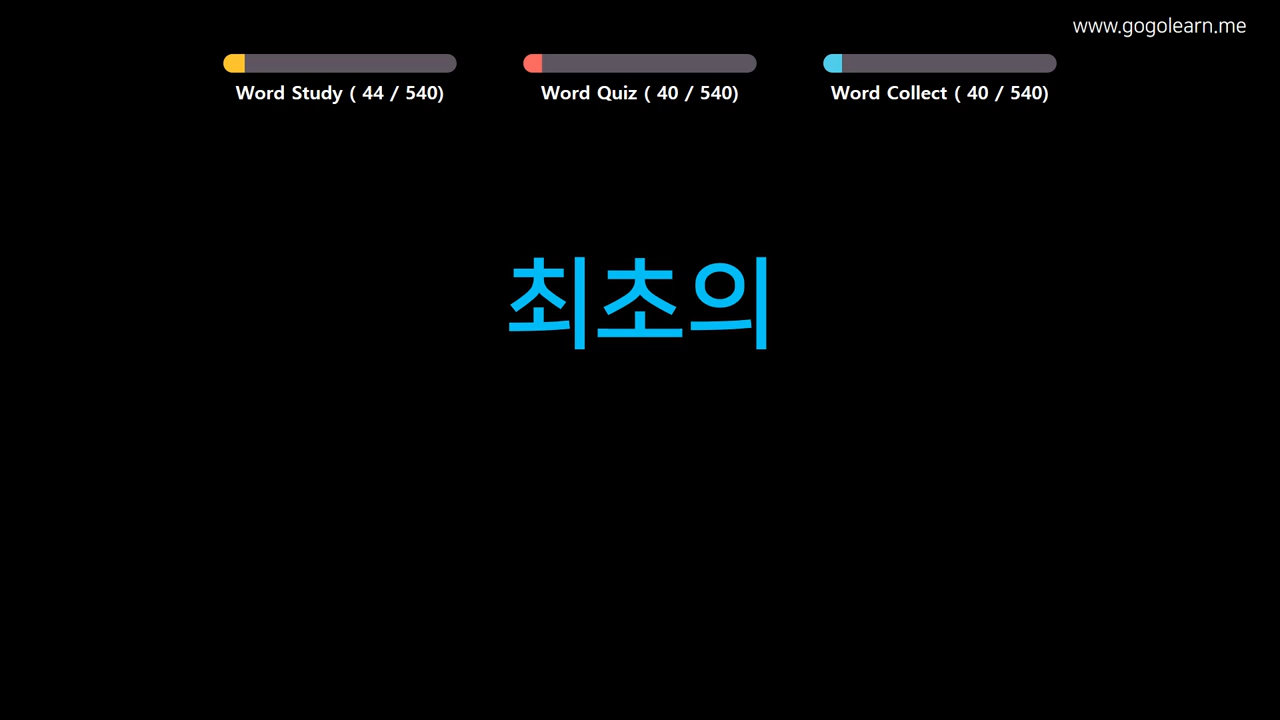 www.gogolearn.me
Word Study ( 44 / 540)
Word Quiz ( 40 / 540)
Word Collect ( 40 / 540)
최초의